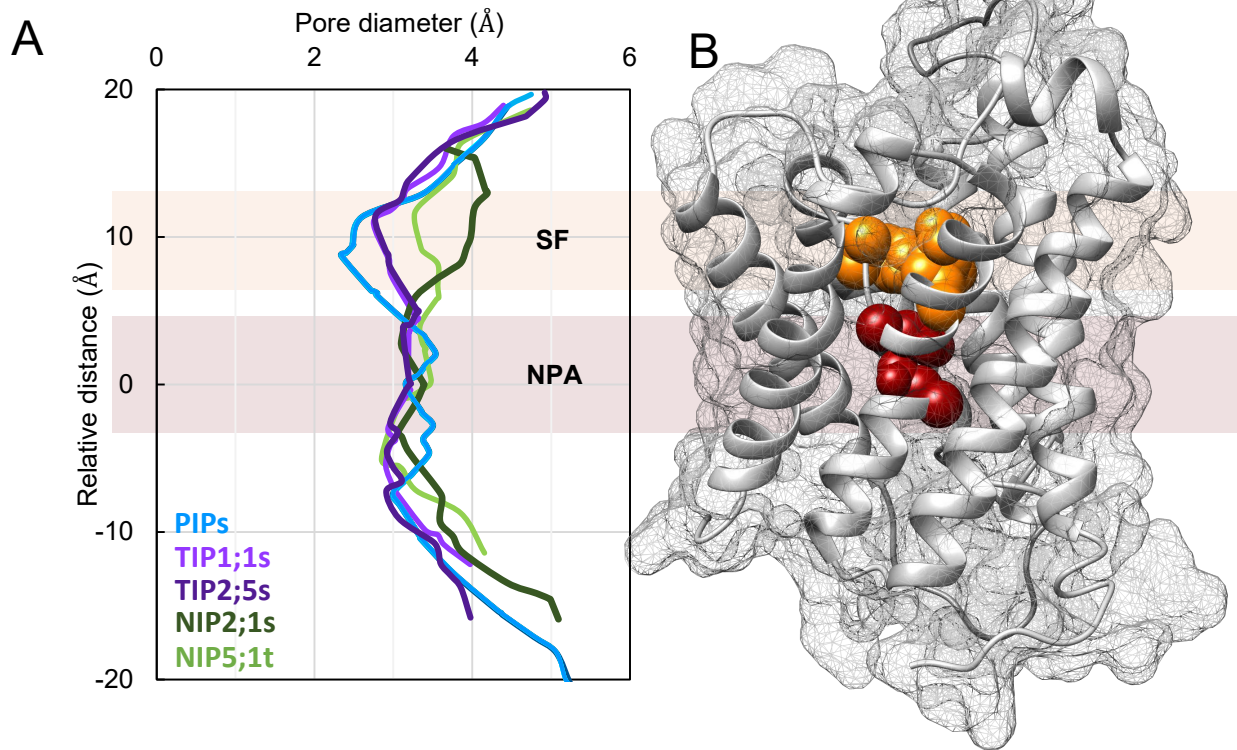 A
Pore diameter (Å)
0 2 4 6
20
10
0
-10
-20
Relative distance (Å)
SF
NPA
PIPs
TIP1;1s
TIP2;5s
NIP2;1s
NIP5;1t
B